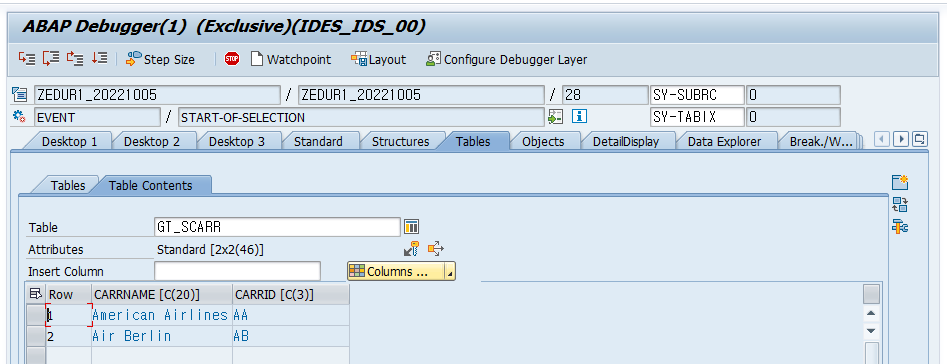 ABAP Debugger(1) (Exclusive)(IDES_IDS_00)
Step Size STOP Watchpoint Layout Configure Debugger Layer
ZEDUR1_20221005 / ZEDUR1_20221005 / 28 SY-SUBRC 0
EVENT / START-OF-SELECTION SY-TABIX 0
Desktop 1 Desktop 2 Desktop 3 Standard Structures Tables Objects DetailDisplay Data Explorer Break./W...
Tables Table Contents
Table GT_SCARR
Attributes Standard [2x2(46)]
Insert Column Columns ...
Row CARRNAME [C(20)] CARRID [C(3)]
1 American Airlines AA
2 Air Berlin AB